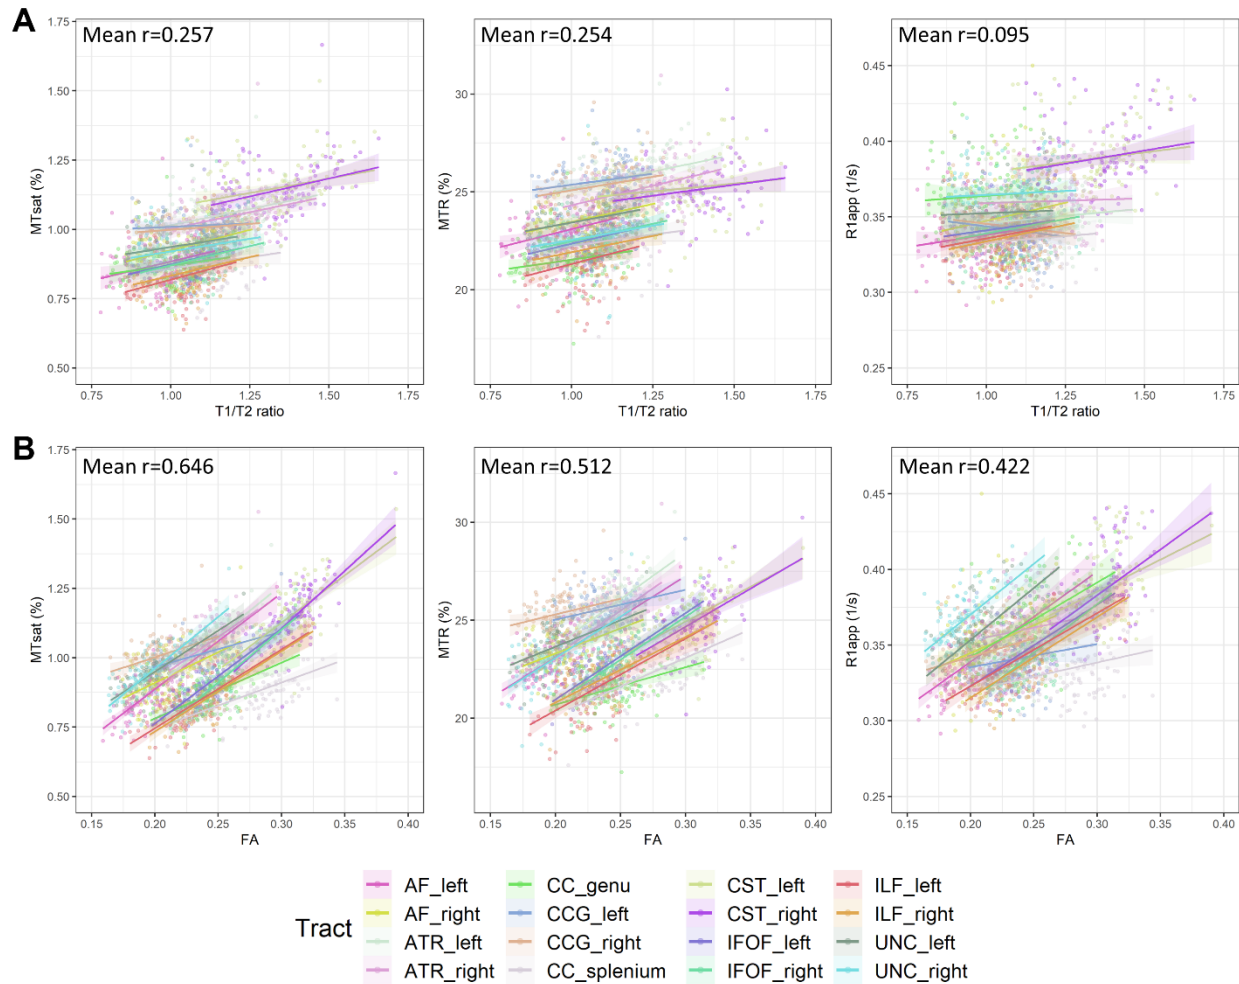 A
Mean r=0.257
MTsat (%)
1.75
1.50
1.25
1.00
0.75
0.50
0.75 1.00 1.25 1.50 1.75
T1/T2 ratio
Mean r=0.254
MTR (%)
30
25
20
0.75 1.00 1.25 1.50 1.75
T1/T2 ratio
Mean r=0.095
R1app (1/s)
0.45
0.40
0.35
0.30
0.25
0.75 1.00 1.25 1.50 1.75
T1/T2 ratio
B
Mean r=0.646
MTsat (%)
1.75
1.50
1.25
1.00
0.75
0.50
0.15 0.20 0.25 0.30 0.35 0.40
FA
Mean r=0.512
MTR (%)
30
25
20
0.15 0.20 0.25 0.30 0.35 0.40
FA
Mean r=0.422
R1app (1/s)
0.45
0.40
0.35
0.30
0.25
0.15 0.20 0.25 0.30 0.35 0.40
FA
Tract
AF_left
AF_right
ATR_left
ATR_right
CC_genu
CCG_left
CCG_right
CC_splenium
CST_left
CST_right
IFOF_left
IFOF_right
ILF_left
ILF_right
UNC_left
UNC_right